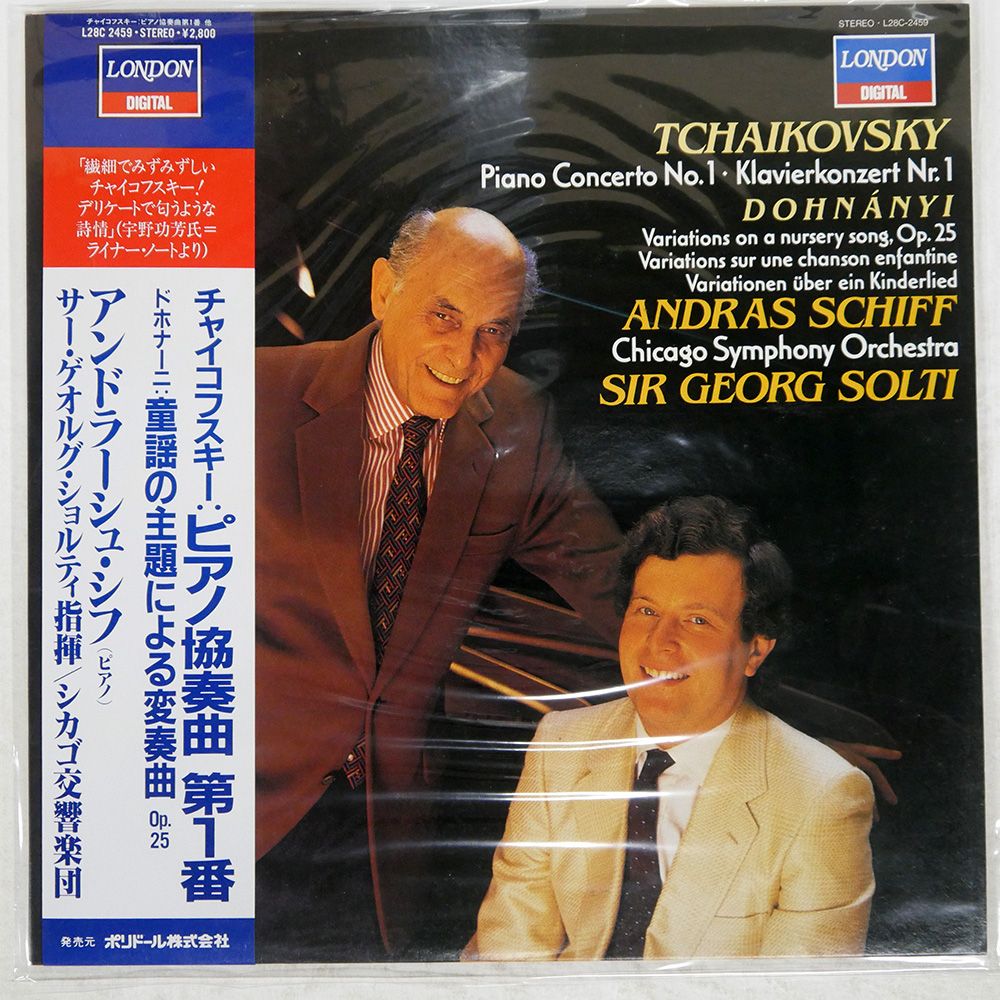 チャイコフスキー:ピアノ協奏曲第1番 他
L28C 2459・STEREO・¥2,800
LONDON
DIGITAL
「繊細でみずみずしい
チャイコフスキー!
デリケートで匂うような
詩情」(宇野功芳氏=
ライナー・ノートより)
チャイコフスキー:ピアノ協奏曲 第1番
ドホナーニ:童謡の主題による変奏曲 Op.25
アンドラーシュ・シフ(ピアノ)
サー・ゲオルグ・ショルティ指揮/シカゴ交響楽団
発売元 ポリドール株式会社
STEREO・L28C-2459
LONDON
DIGITAL
TCHAIKOVSKY
Piano Concerto No.1・Klavierkonzert Nr.1
DOHNÁNYI
Variations on a nursery song, Op.25
Variations sur une chanson enfantine
Variationen über ein Kinderlied
ANDRAS SCHIFF
Chicago Symphony Orchestra
SIR GEORG SOLTI